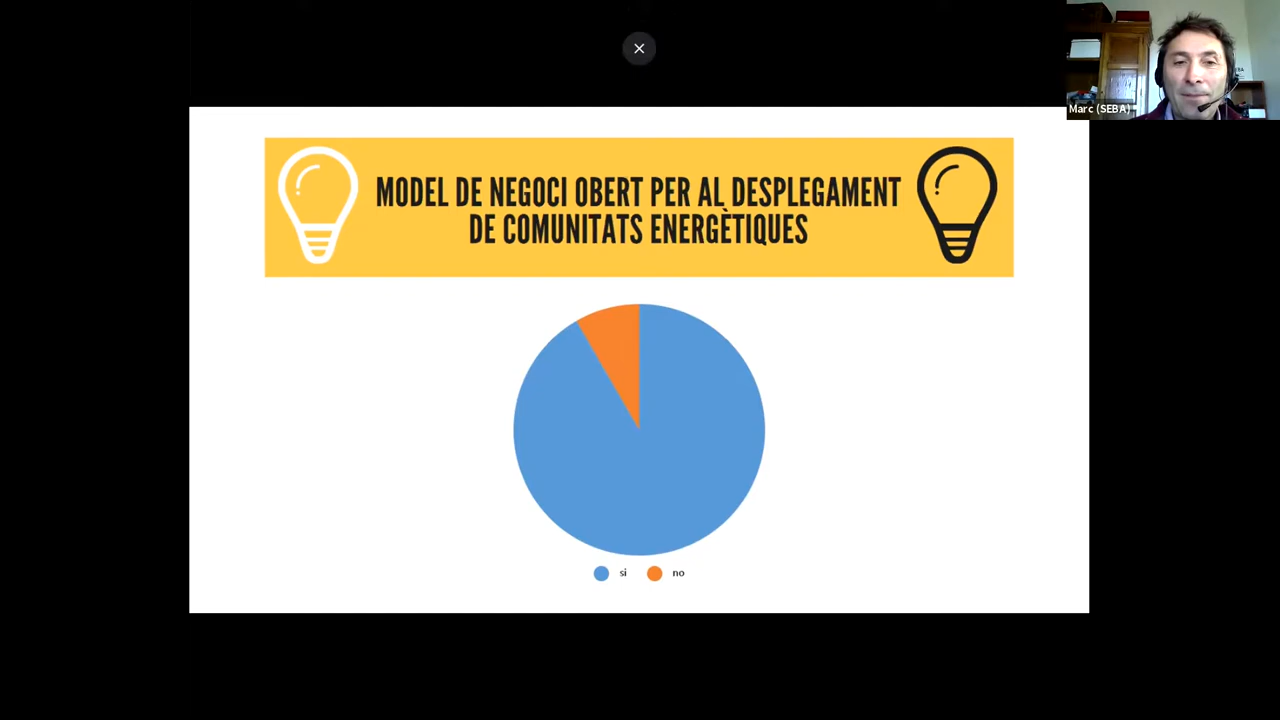 Marc (SEBA)
MODEL DE NEGOCI OBERT PER AL DESPLEGAMENT
DE COMUNITATS ENERGÈTIQUES
si
no